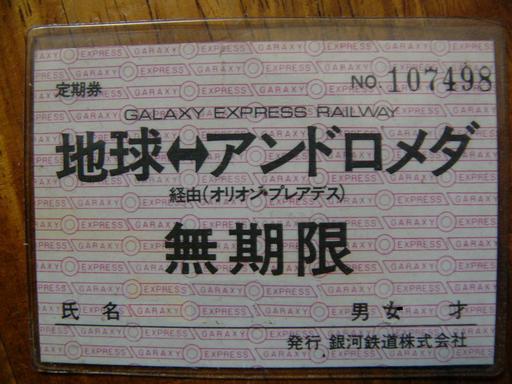 定期券 NO. 107498
GALAXY EXPRESS RAILWAY
地球↔アンドロメダ
経由(オリオン・プレアデス)
無期限
氏名 男女 才
発行 銀河鉄道株式会社